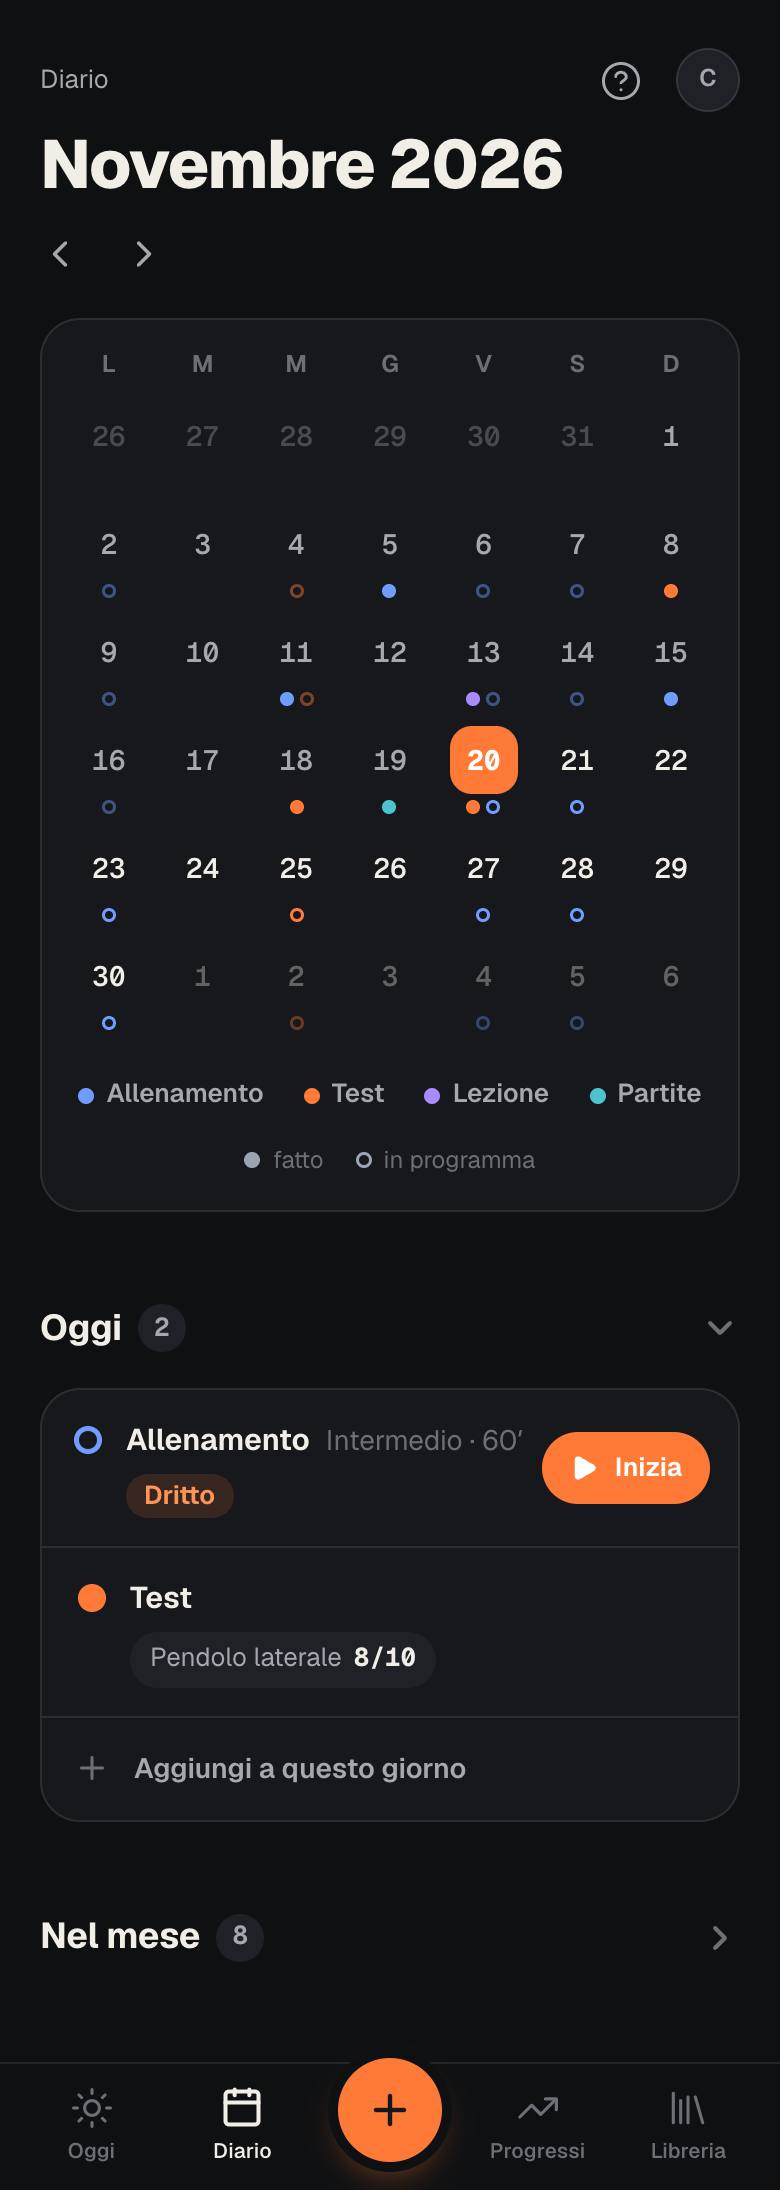 Diario
C
Novembre 2026
L M M G V S D
26 27 28 29 30 31 1
2 3 4 5 6 7 8
9 10 11 12 13 14 15
16 17 18 19 20 21 22
23 24 25 26 27 28 29
30 1 2 3 4 5 6
Allenamento Test Lezione Partite
fatto in programma
Oggi 2
Allenamento Intermedio · 60′
Inizia
Dritto
Test
Pendolo laterale 8/10
Aggiungi a questo giorno
Nel mese 8
Oggi Diario Progressi Libreria